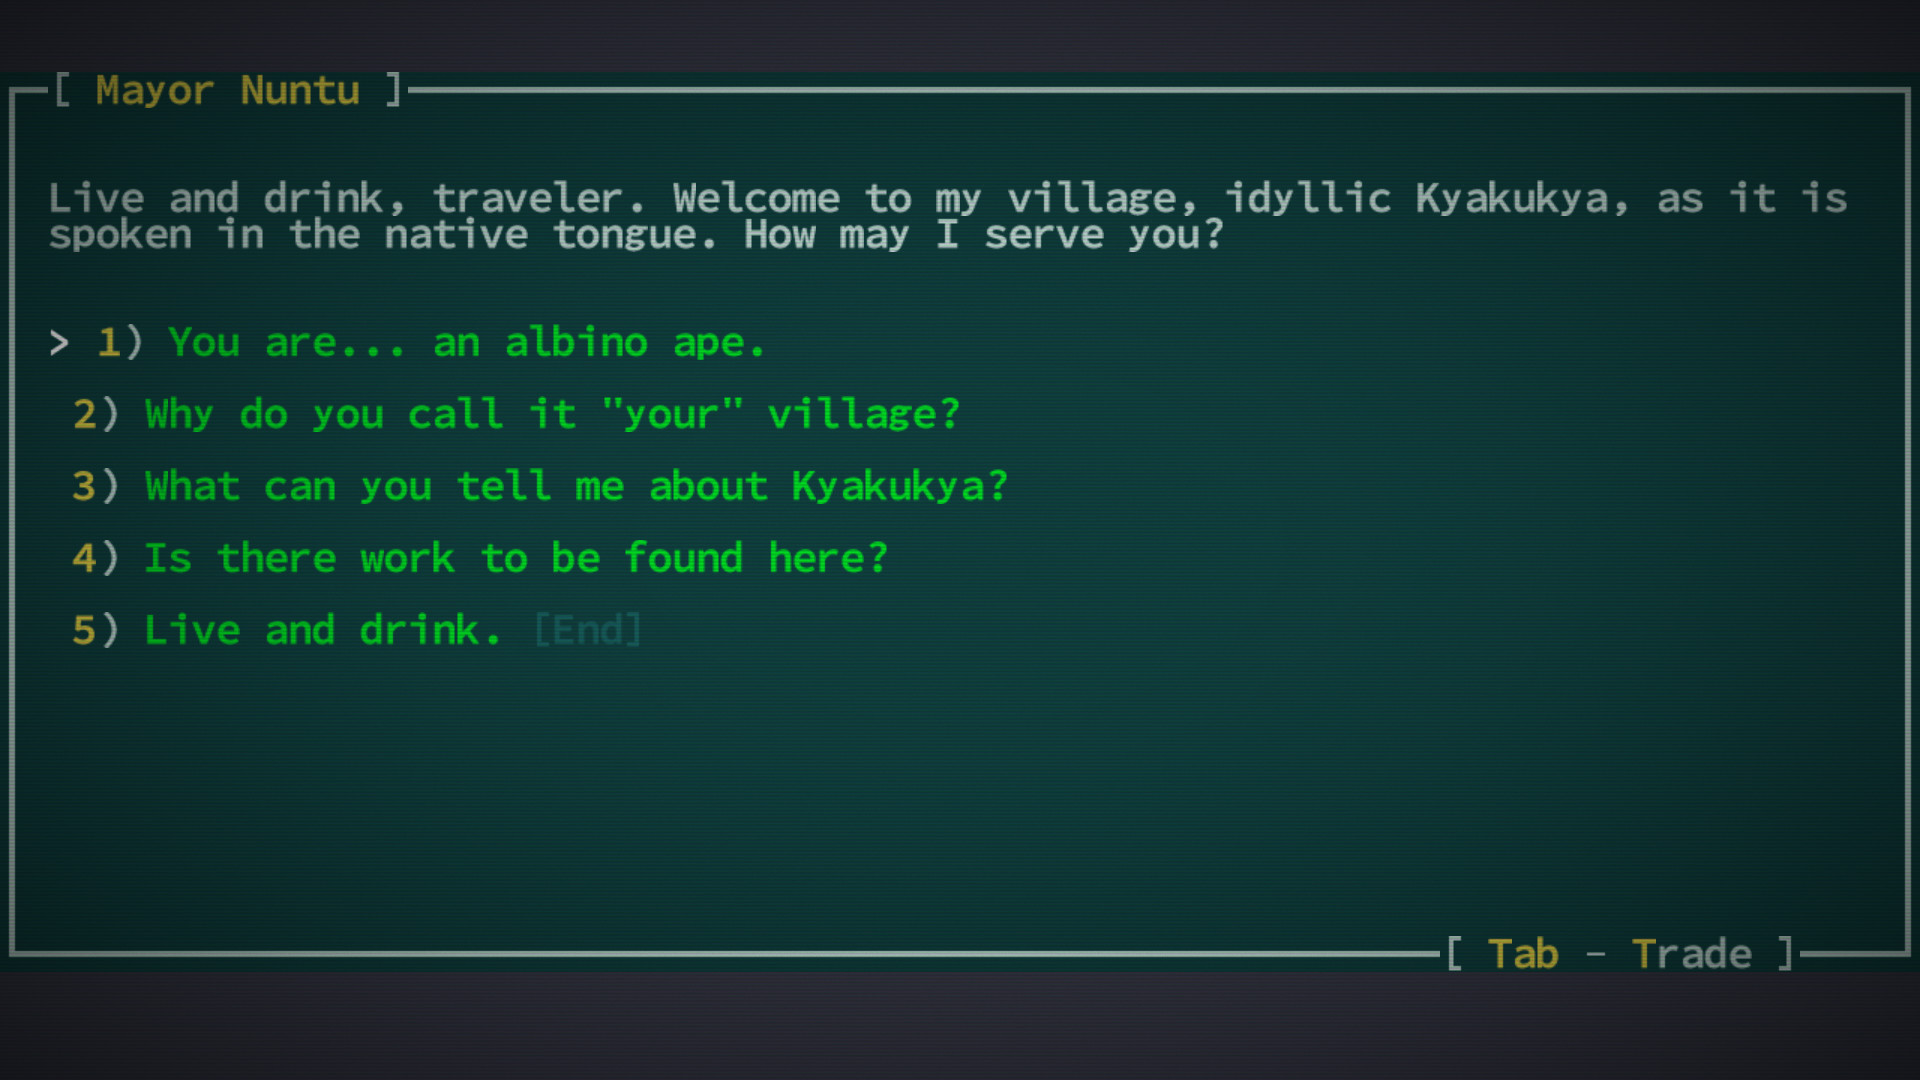 [ Mayor Nuntu ]
Live and drink, traveler. Welcome to my village, idyllic Kyakukya, as it is
spoken in the native tongue. How may I serve you?
> 1) You are... an albino ape.
2) Why do you call it "your" village?
3) What can you tell me about Kyakukya?
4) Is there work to be found here?
5) Live and drink. [End]
[ Tab - Trade ]